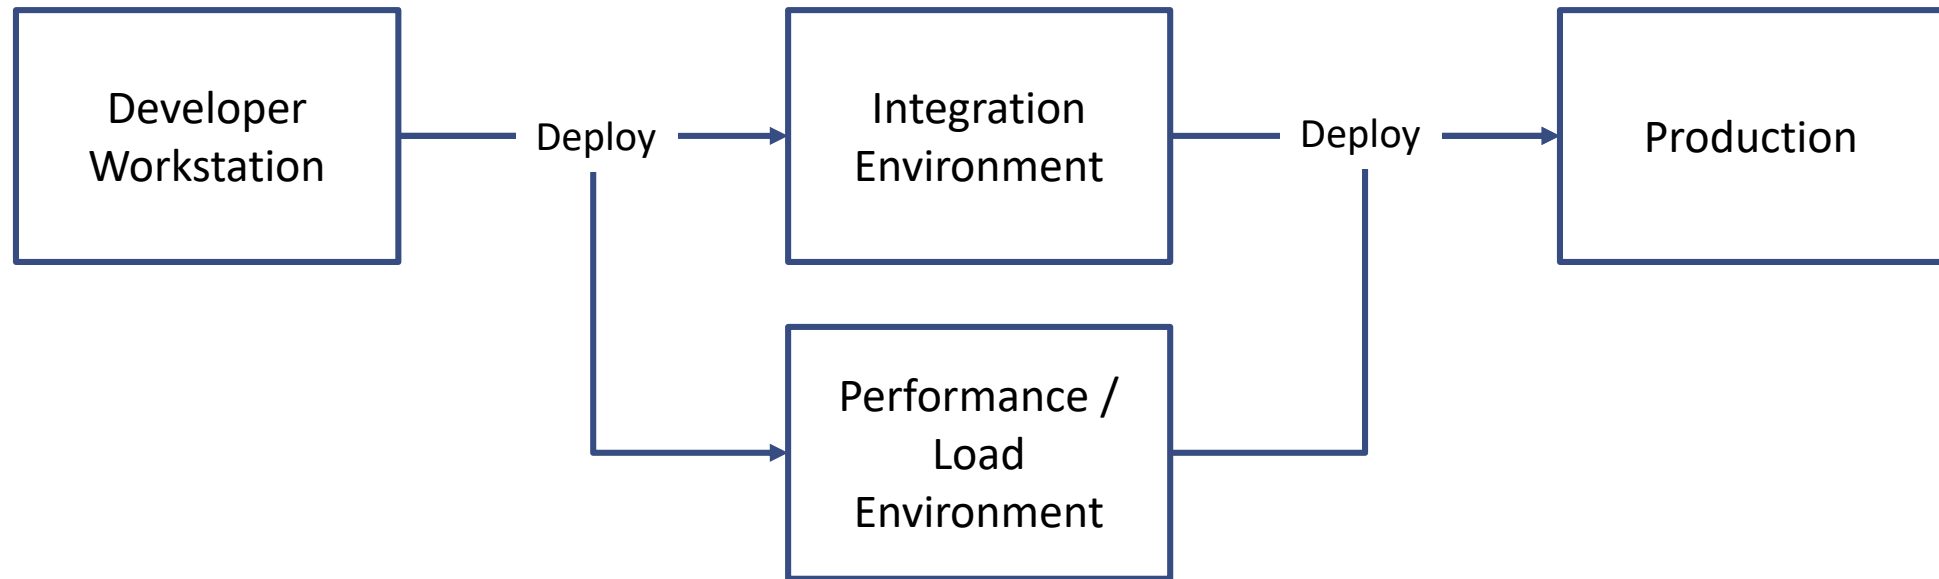 Developer
Workstation
Deploy
Integration
Environment
Deploy
Production
Performance /
Load
Environment